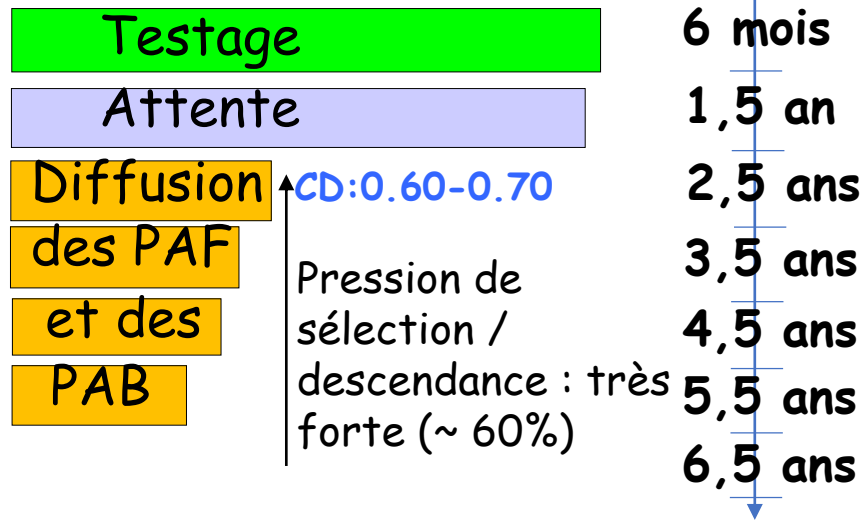 Testage
6 mois
Attente
1,5 an
Diffusion
CD:0.60-0.70
2,5 ans
des PAF
3,5 ans
Pression de
et des
sélection /
4,5 ans
PAB
descendance : très
5,5 ans
forte (~ 60%)
6,5 ans